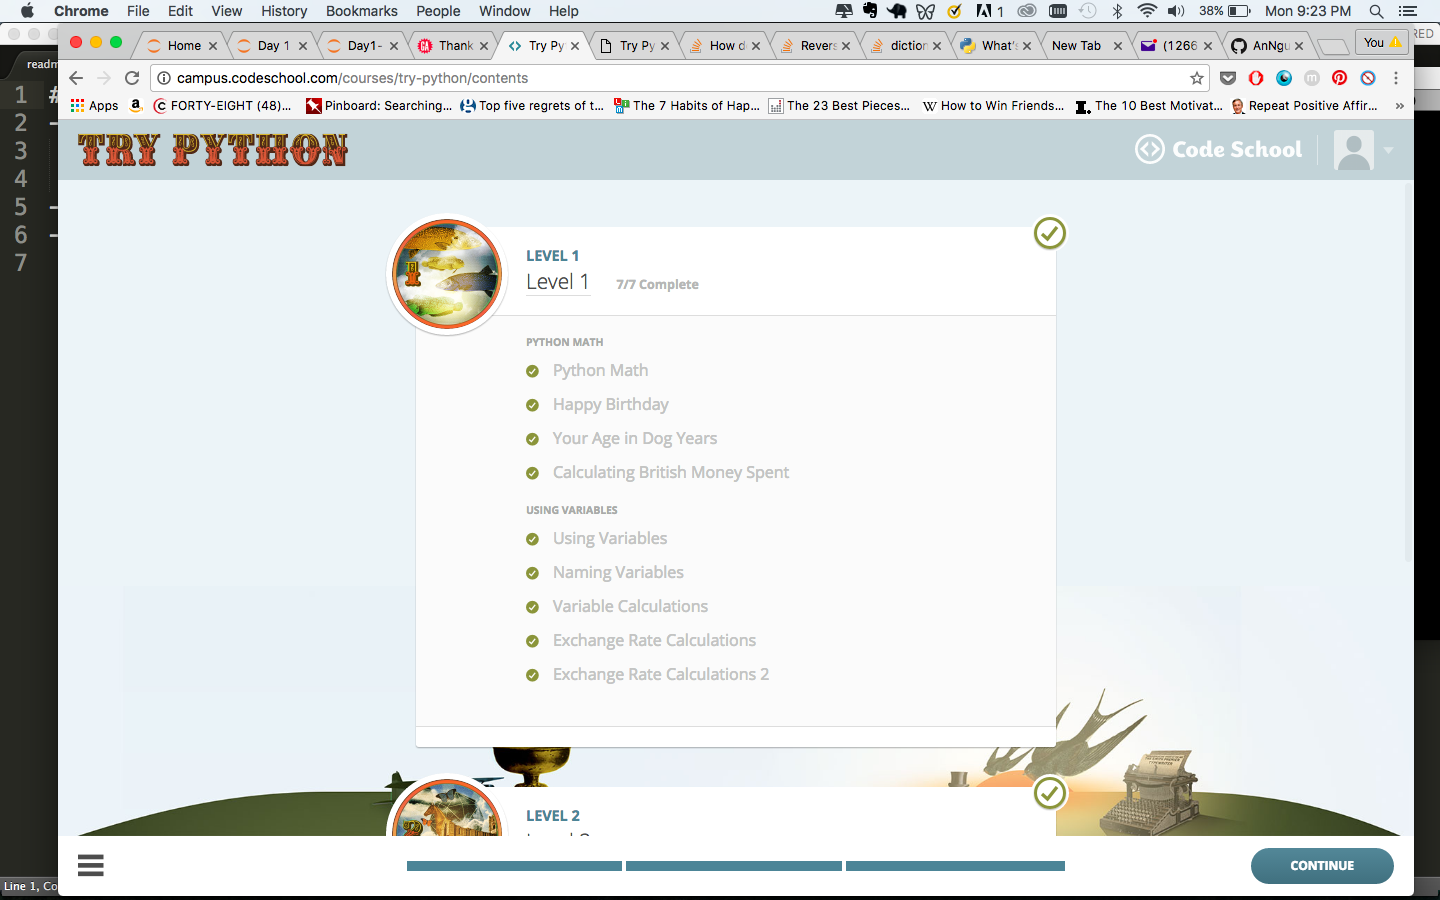 Chrome File Edit View History Bookmarks People Window Help 1 38% Mon 9:23 PM
Home Day 1 Day1- Thank Try Py Try Py How d Revers diction What's New Tab (1266 AnNgu You
campus.codeschool.com/courses/try-python/contents
Apps FORTY-EIGHT (48)... Pinboard: Searching... Top five regrets of t... The 7 Habits of Hap... The 23 Best Pieces... How to Win Friends... The 10 Best Motivat... Repeat Positive Affir... »
readm
RED
1 #
2 -
3
4
5 -
6 -
7
TRY PYTHON
Code School
LEVEL 1
Level 1 7/7 Complete
PYTHON MATH
Python Math
Happy Birthday
Your Age in Dog Years
Calculating British Money Spent
USING VARIABLES
Using Variables
Naming Variables
Variable Calculations
Exchange Rate Calculations
Exchange Rate Calculations 2
LEVEL 2
CONTINUE
Line 1, Co